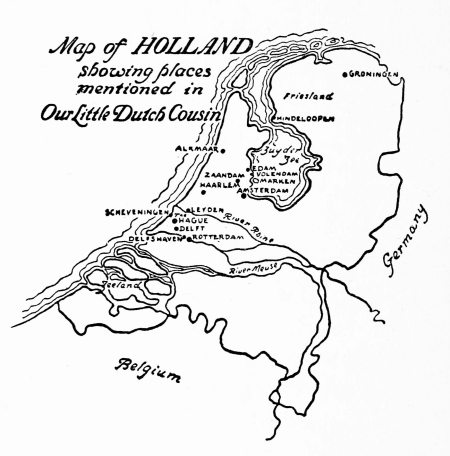 Map of HOLLAND
showing places
mentioned in
Our Little Dutch Cousin
GRONINGEN
Friesland
HINDELOOPEN
ALKMAAR
Zuyder
Zee
EDAM
VOLENDAM
ZAANDAM
MARKEN
HAARLEM
AMSTERDAM
SCHEVENINGEN
LEYDEN
THE
HAGUE
River Rhine
DELFT
DELFSHAVEN
ROTTERDAM
River Meuse
Zeeland
Germany
Belgium